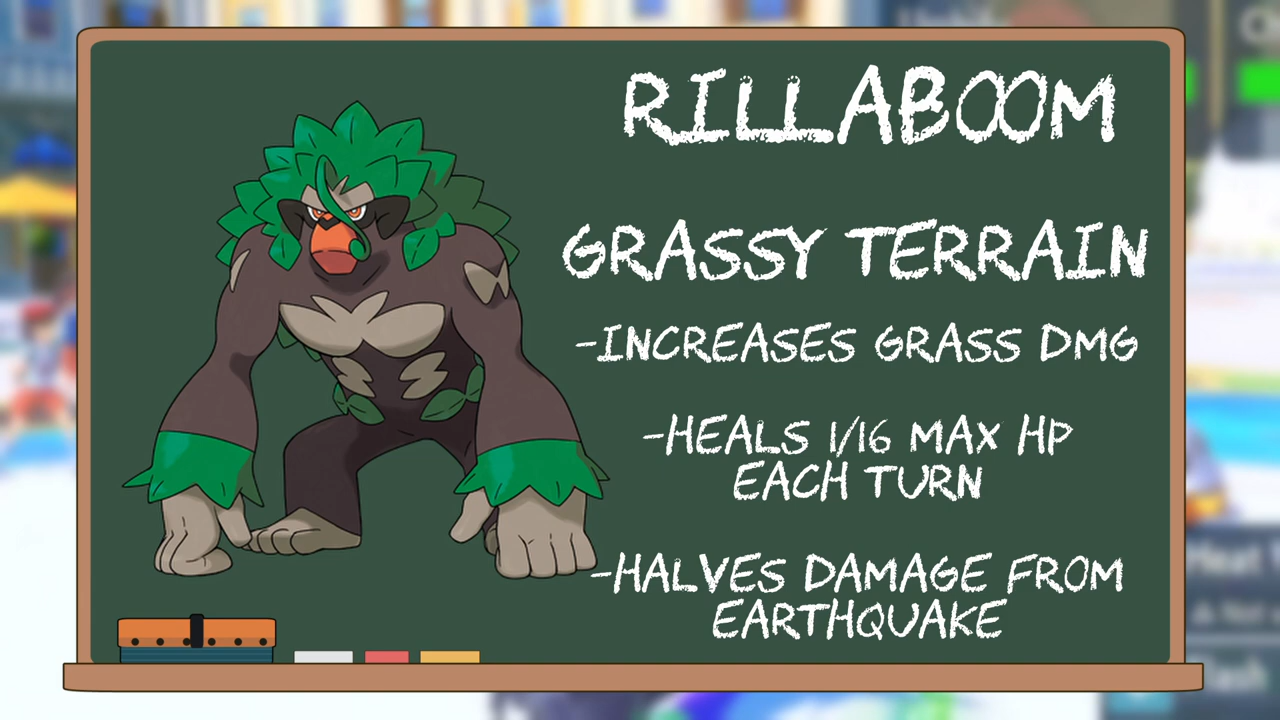 RILLABOOM
GRASSY TERRAIN
-INCREASES GRASS DMG
-HEALS 1/16 MAX HP
EACH TURN
-HALVES DAMAGE FROM
EARTHQUAKE